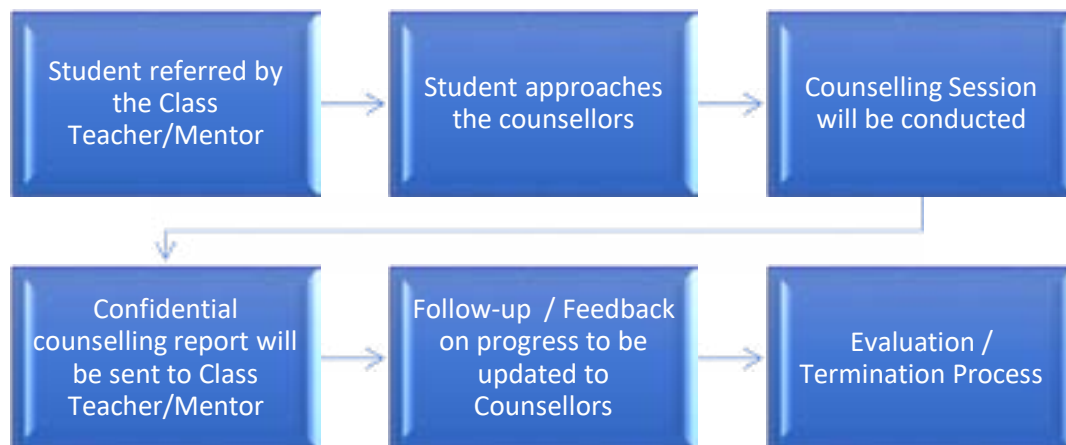 Student referred by
the Class
Teacher/Mentor
Student approaches
the counsellors
Counselling Session
will be conducted
Confidential
counselling report will
be sent to Class
Teacher/Mentor
Follow-up / Feedback
on progress to be
updated to
Counsellors
Evaluation /
Termination Process